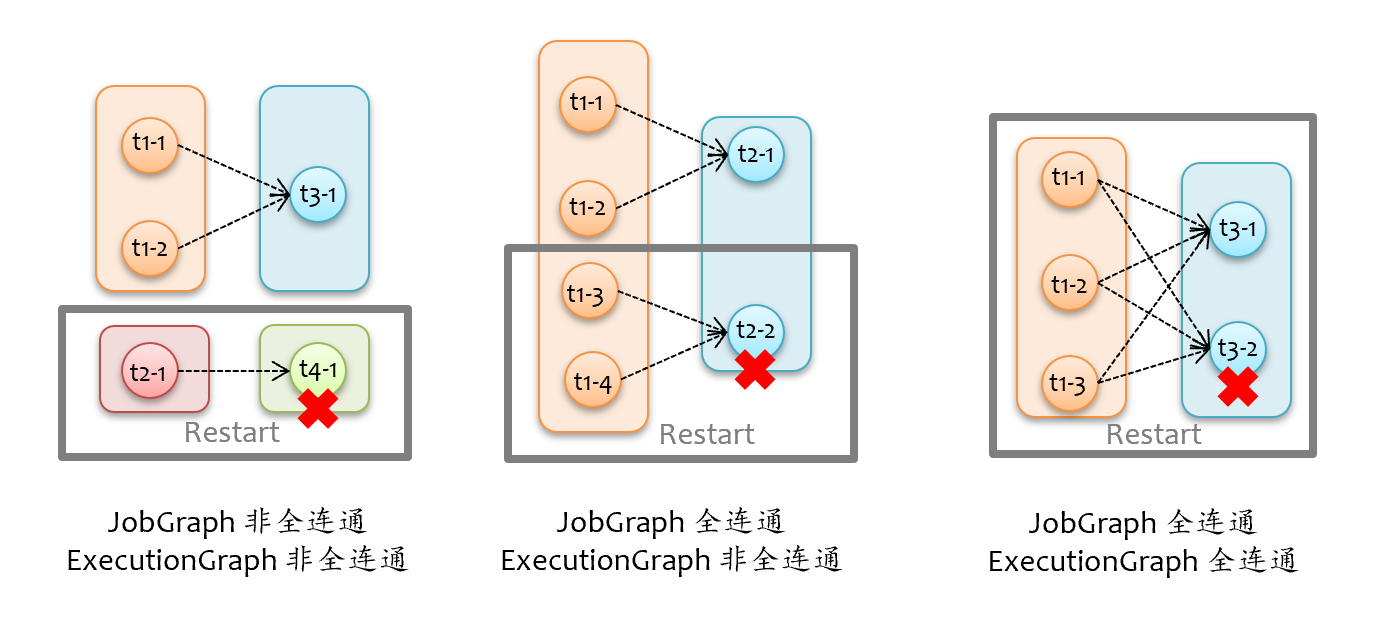 t1-1
t1-2
t3-1
t2-1
t4-1
Restart
JobGraph 非全连通
ExecutionGraph 非全连通
t1-1
t1-2
t1-3
t1-4
t2-1
t2-2
Restart
JobGraph 全连通
ExecutionGraph 非全连通
t1-1
t1-2
t1-3
t3-1
t3-2
Restart
JobGraph 全连通
ExecutionGraph 全连通